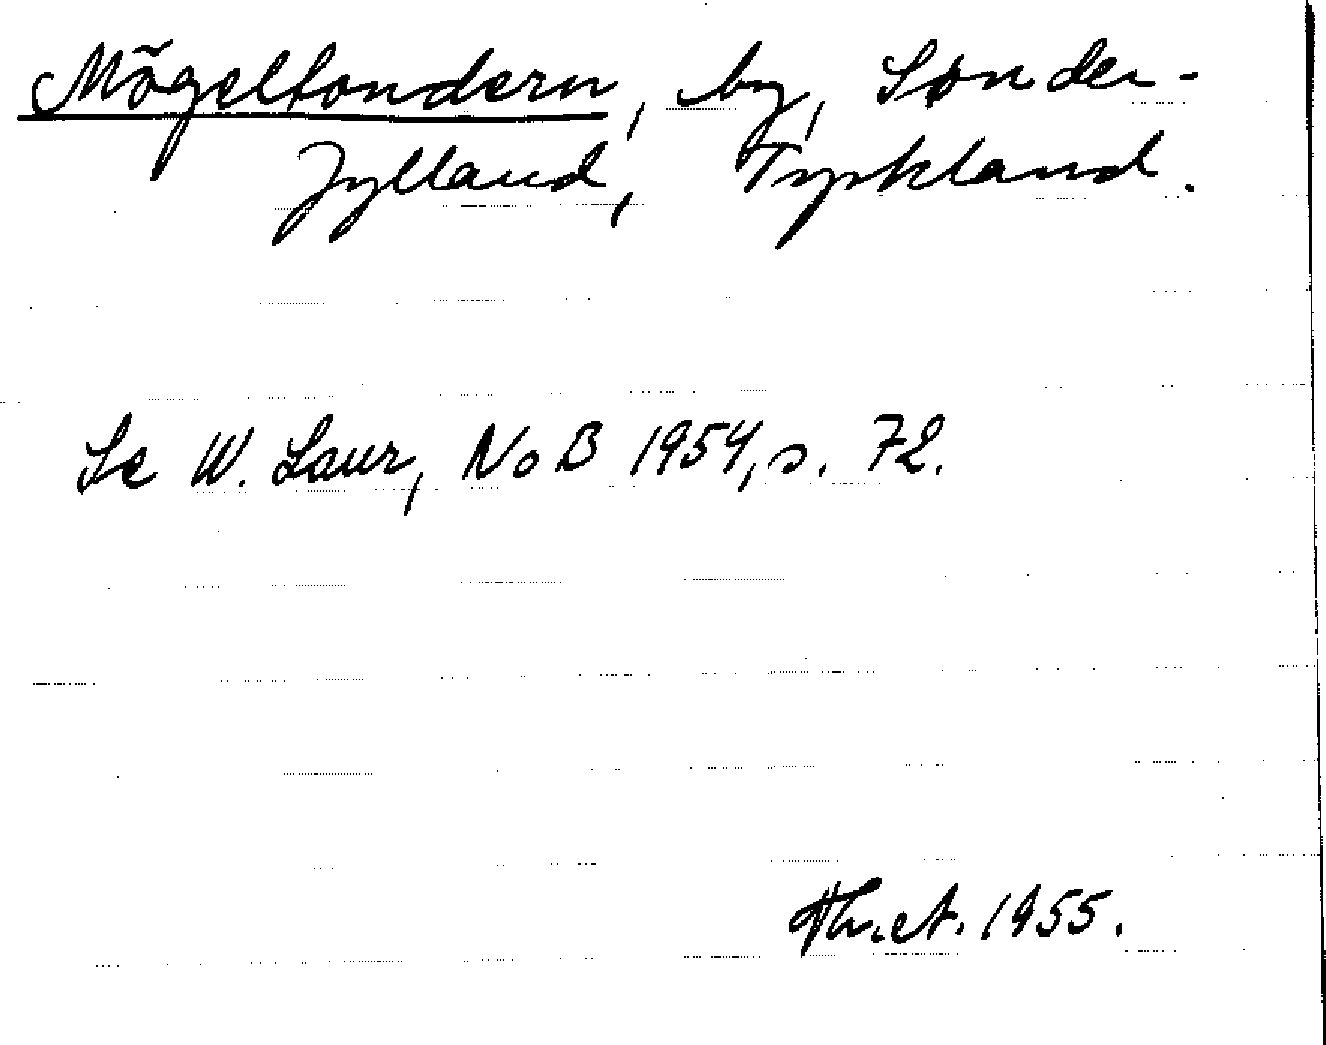 Mögeltondern, by, Sønder-
Jylland, Tyskland.
Se W. Laur, NoB 1954, s. 72.
Th. A. 1955.